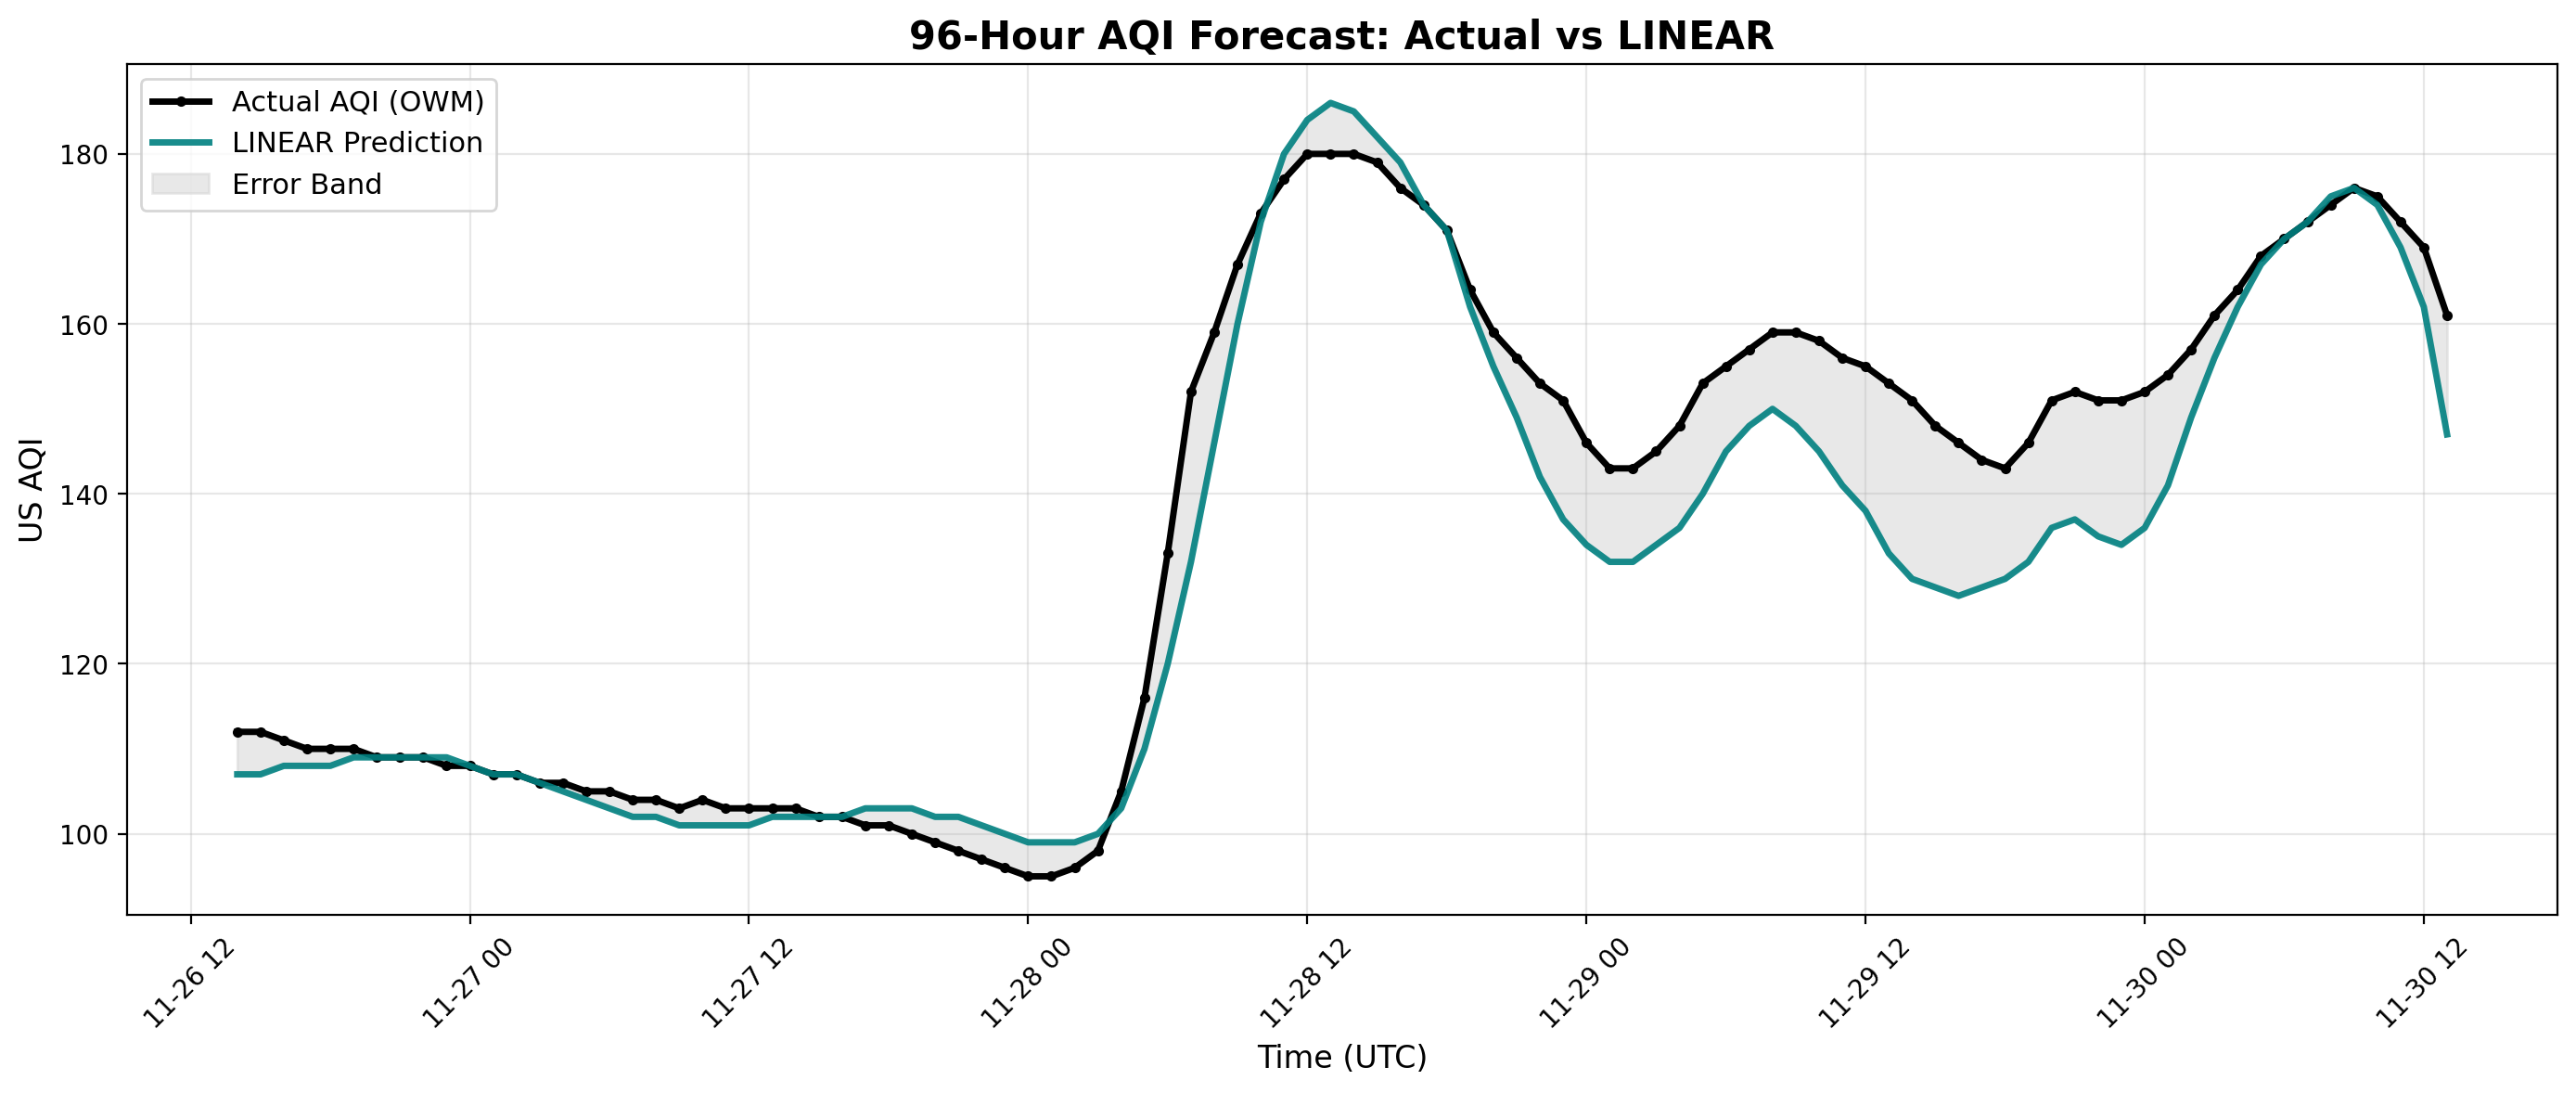 96-Hour AQI Forecast: Actual vs LINEAR
Actual AQI (OWM)
LINEAR Prediction
Error Band
US AQI
180
160
140
120
100
11-26 12
11-27 00
11-27 12
11-28 00
11-28 12
11-29 00
11-29 12
11-30 00
11-30 12
Time (UTC)